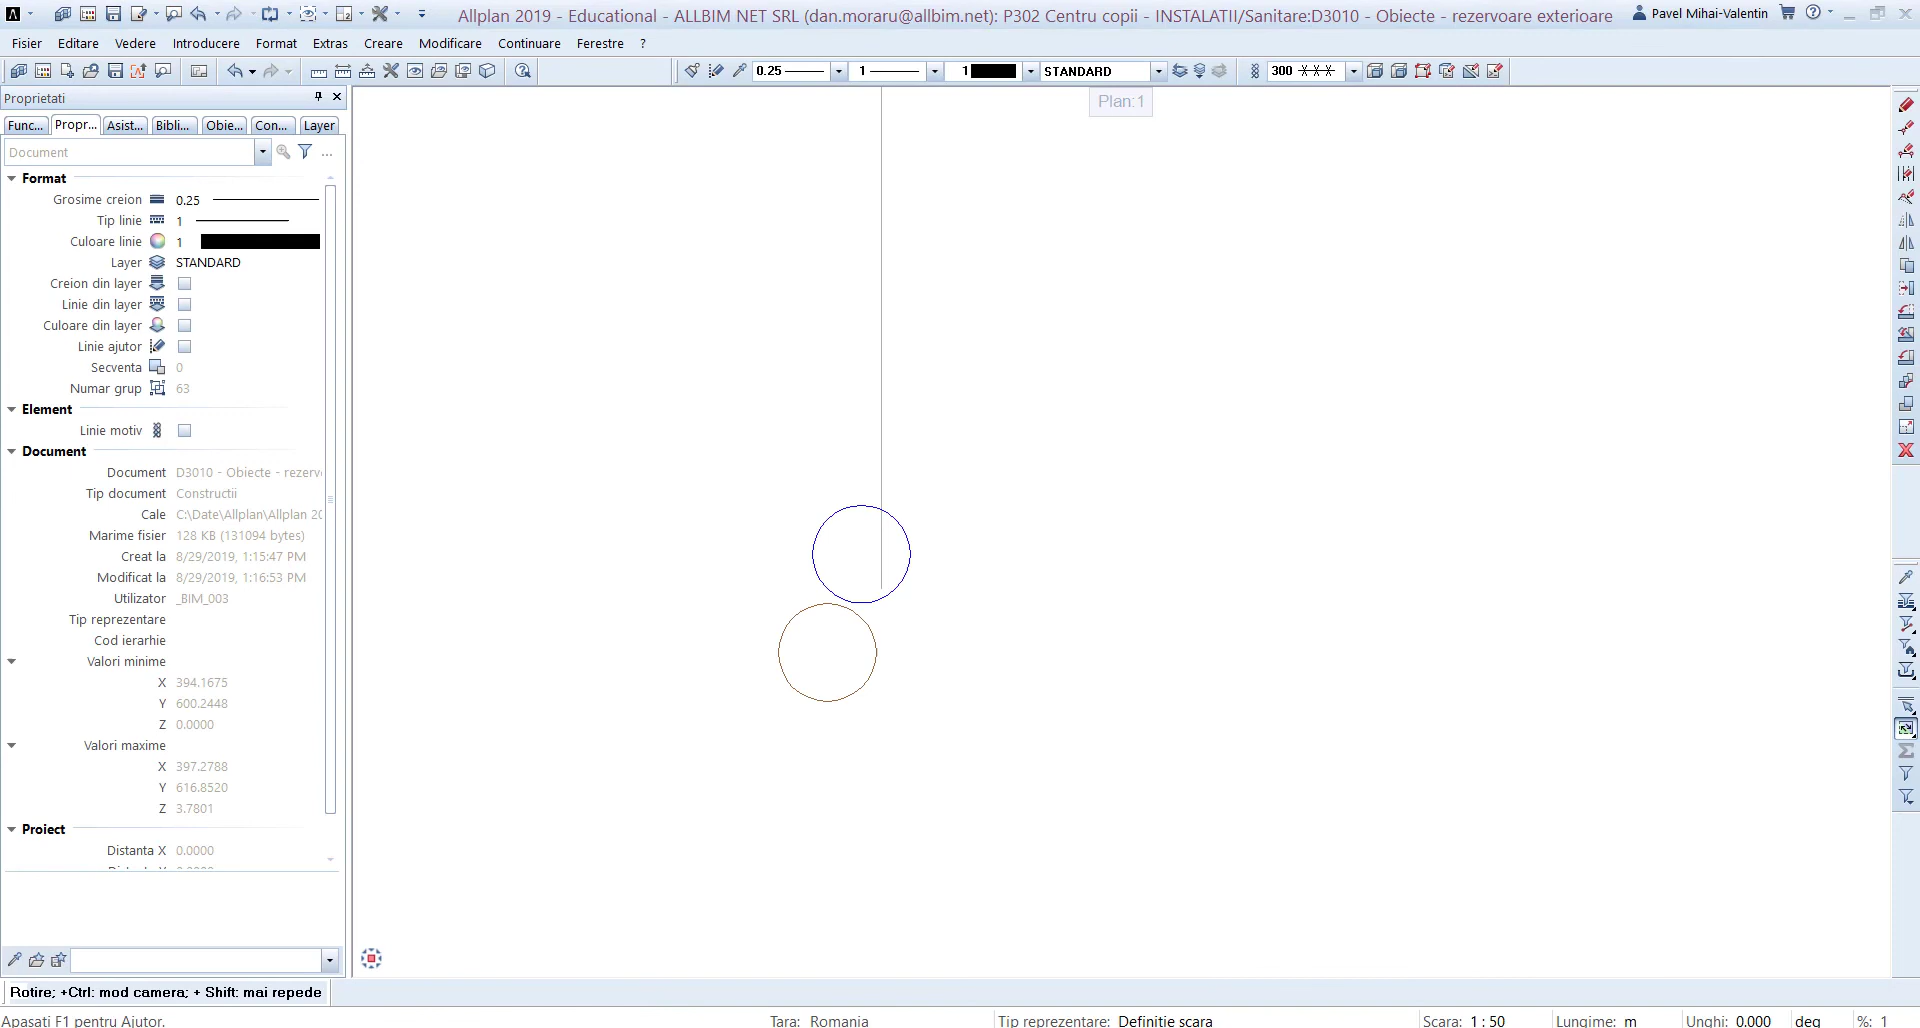 Allplan 2019 - Educational - ALLBIM NET SRL (dan.moraru@allbim.net): P302 Centru copii - INSTALATII/Sanitare:D3010 - Obiecte - rezervoare exterioare
Pavel Mihai-Valentin
Fisier Editare Vedere Introducere Format Extras Creare Modificare Continuare Ferestre ?
0.25 1 1 STANDARD 300
Proprietati
Plan:1
Func... Propr... Asist... Bibli... Obie... Con... Layer
Document
Format
Grosime creion 0.25
Tip linie 1
Culoare linie 1
Layer STANDARD
Creion din layer
Linie din layer
Culoare din layer
Linie ajutor
Secventa 0
Numar grup 63
Element
Linie motiv
Document
Document D3010 - Obiecte - rezerv
Tip document Constructii
Cale C:\Date\Allplan\Allplan 20
Marime fisier 128 KB (131094 bytes)
Creat la 8/29/2019, 1:15:47 PM
Modificat la 8/29/2019, 1:16:53 PM
Utilizator _BIM_003
Tip reprezentare
Cod ierarhie
Valori minime
X 394.1675
Y 600.2448
Z 0.0000
Valori maxime
X 397.2788
Y 616.8520
Z 3.7801
Proiect
Distanta X 0.0000
Rotire; +Ctrl: mod camera; + Shift: mai repede
Apasati F1 pentru Ajutor.
Tara: Romania
Tip reprezentare: Definitie scara
Scara: 1 : 50
Lungime: m
Unghi: 0.000 deg
%: 1